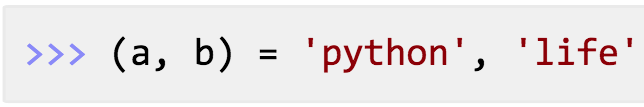 >>> (a, b) = 'python', 'life'